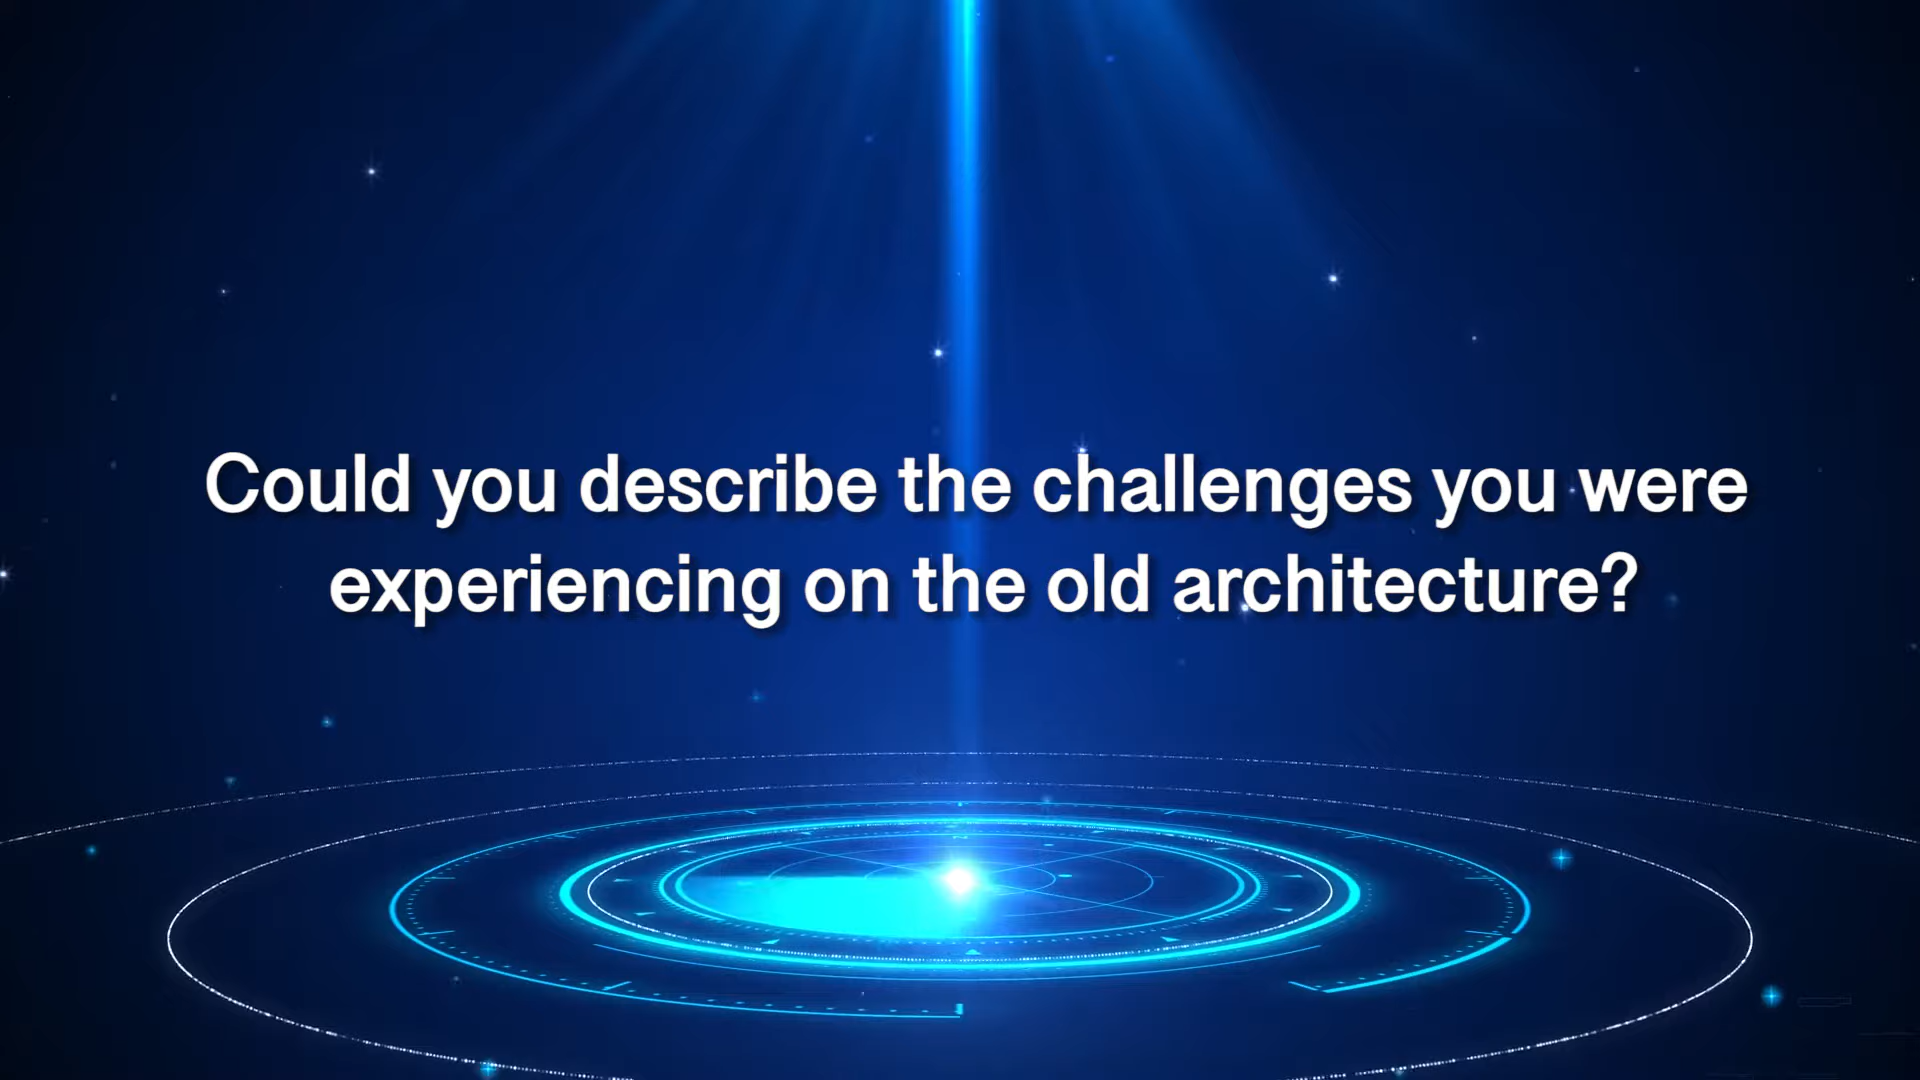 Could you describe the challenges you were
experiencing on the old architecture?